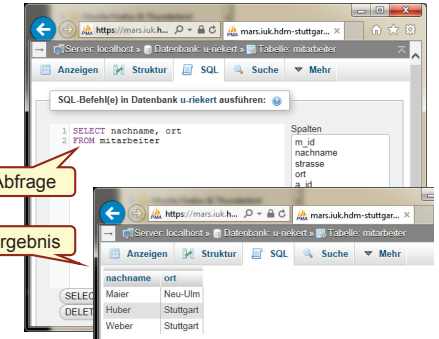 https://mars.iuk.h...
mars.iuk.hdm-stuttgar...
Server: localhost » Datenbank: u-riekert » Tabelle: mitarbeiter
Anzeigen Struktur SQL Suche Mehr
SQL-Befehl(e) in Datenbank u-riekert ausführen:
1 SELECT nachname, ort
2 FROM mitarbeiter
Spalten
m_id
nachname
strasse
ort
a_id
Abfrage
https://mars.iuk.h...
mars.iuk.hdm-stuttgar...
Server: localhost » Datenbank: u-riekert » Tabelle: mitarbeiter
Anzeigen Struktur SQL Suche Mehr
rgebnis
nachname ort
Maier Neu-Ulm
Huber Stuttgart
Weber Stuttgart
SELEC
DELET